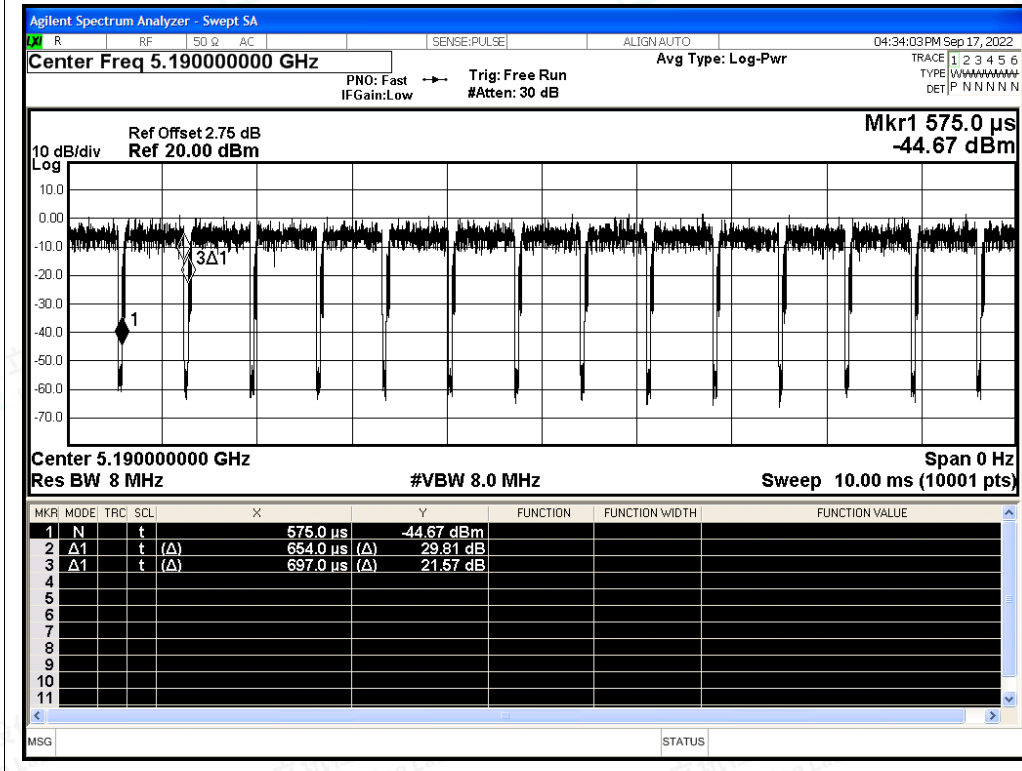 Agilent Spectrum Analyzer - Swept SA
LXI R RF 50 Ω AC SENSE:PULSE ALIGN AUTO 04:34:03 PM Sep 17, 2022
Center Freq 5.190000000 GHz Avg Type: Log-Pwr TRACE 1 2 3 4 5 6
PNO: Fast Trig: Free Run TYPE WWWWWW
IFGain:Low #Atten: 30 dB DET P N N N N N
Mkr1 575.0 µs
Ref Offset 2.75 dB
10 dB/div Ref 20.00 dBm -44.67 dBm
Log
10.0
0.00
-10.0
3Δ1
-20.0
-30.0
1
-40.0
-50.0
-60.0
-70.0
Center 5.190000000 GHz Span 0 Hz
Res BW 8 MHz #VBW 8.0 MHz Sweep 10.00 ms (10001 pts)
MKR MODE TRC SCL X Y FUNCTION FUNCTION WIDTH FUNCTION VALUE
1 N t 575.0 µs -44.67 dBm
2 Δ1 t (Δ) 654.0 µs (Δ) 29.81 dB
3 Δ1 t (Δ) 697.0 µs (Δ) 21.57 dB
4
5
6
7
8
9
10
11
MSG STATUS